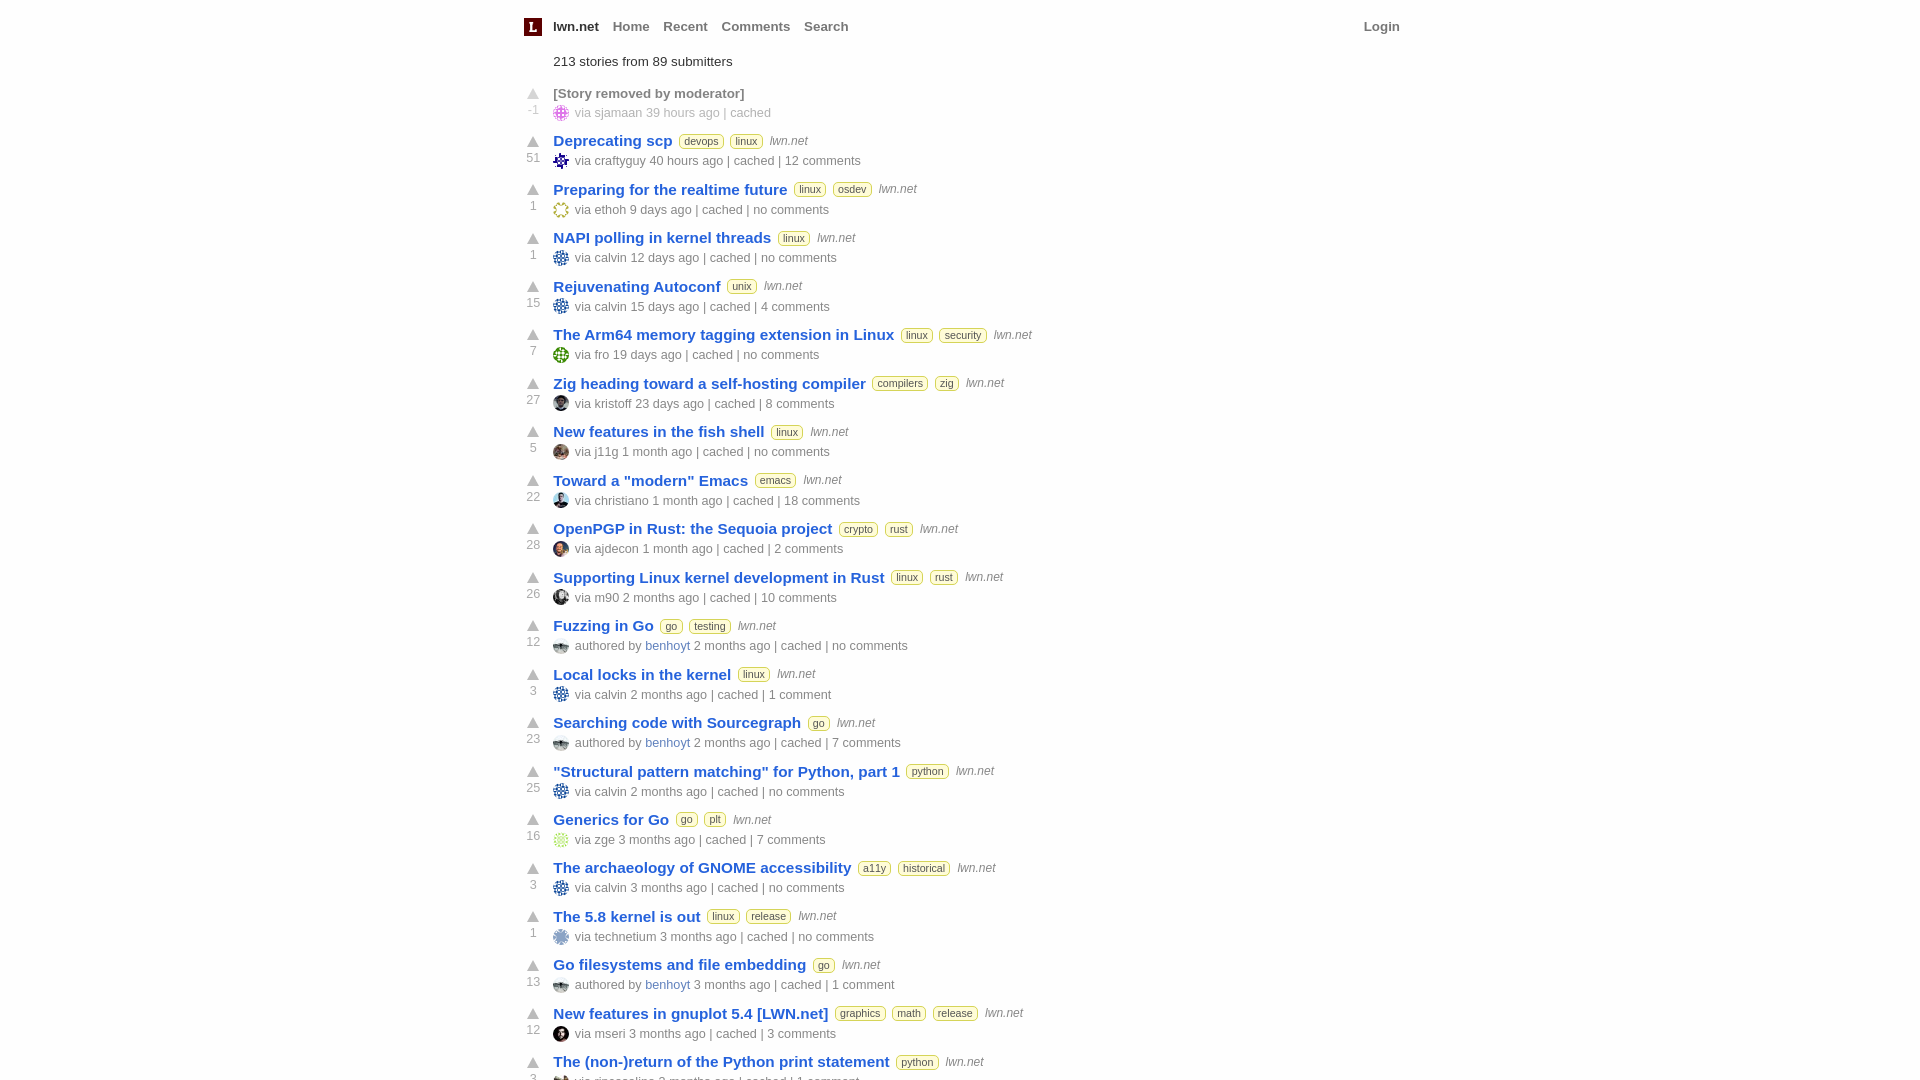 L lwn.net Home Recent Comments Search Login
213 stories from 89 submitters
[Story removed by moderator]
-1 via sjamaan 39 hours ago | cached
Deprecating scp devops linux lwn.net
51 via craftyguy 40 hours ago | cached | 12 comments
Preparing for the realtime future linux osdev lwn.net
1 via ethoh 9 days ago | cached | no comments
NAPI polling in kernel threads linux lwn.net
1 via calvin 12 days ago | cached | no comments
Rejuvenating Autoconf unix lwn.net
15 via calvin 15 days ago | cached | 4 comments
The Arm64 memory tagging extension in Linux linux security lwn.net
7 via fro 19 days ago | cached | no comments
Zig heading toward a self-hosting compiler compilers zig lwn.net
27 via kristoff 23 days ago | cached | 8 comments
New features in the fish shell linux lwn.net
5 via j11g 1 month ago | cached | no comments
Toward a "modern" Emacs emacs lwn.net
22 via christiano 1 month ago | cached | 18 comments
OpenPGP in Rust: the Sequoia project crypto rust lwn.net
28 via ajdecon 1 month ago | cached | 2 comments
Supporting Linux kernel development in Rust linux rust lwn.net
26 via m90 2 months ago | cached | 10 comments
Fuzzing in Go go testing lwn.net
12 authored by benhoyt 2 months ago | cached | no comments
Local locks in the kernel linux lwn.net
3 via calvin 2 months ago | cached | 1 comment
Searching code with Sourcegraph go lwn.net
23 authored by benhoyt 2 months ago | cached | 7 comments
"Structural pattern matching" for Python, part 1 python lwn.net
25 via calvin 2 months ago | cached | no comments
Generics for Go go plt lwn.net
16 via zge 3 months ago | cached | 7 comments
The archaeology of GNOME accessibility a11y historical lwn.net
3 via calvin 3 months ago | cached | no comments
The 5.8 kernel is out linux release lwn.net
1 via technetium 3 months ago | cached | no comments
Go filesystems and file embedding go lwn.net
13 authored by benhoyt 3 months ago | cached | 1 comment
New features in gnuplot 5.4 [LWN.net] graphics math release lwn.net
12 via mseri 3 months ago | cached | 3 comments
The (non-)return of the Python print statement python lwn.net